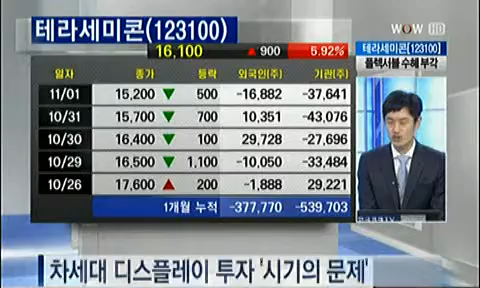 테라세미콘(123100)
WOW HD
16,100 ▲ 900 5.92%
테라세미콘[123100]
플렉서블 수혜 부각
일자 종가 등락 외국인(주) 기관(주)
11/01 15,200 ▼ 500 -16,882 -37,641
10/31 15,700 ▼ 700 10,351 -43,076
10/30 16,400 ▼ 100 29,728 -27,696
10/29 16,500 ▼ 1,100 -10,050 -33,484
10/26 17,600 ▲ 200 -1,888 29,221
1개월 누적 -377,770 -539,703
차세대 디스플레이 투자 '시기의 문제'